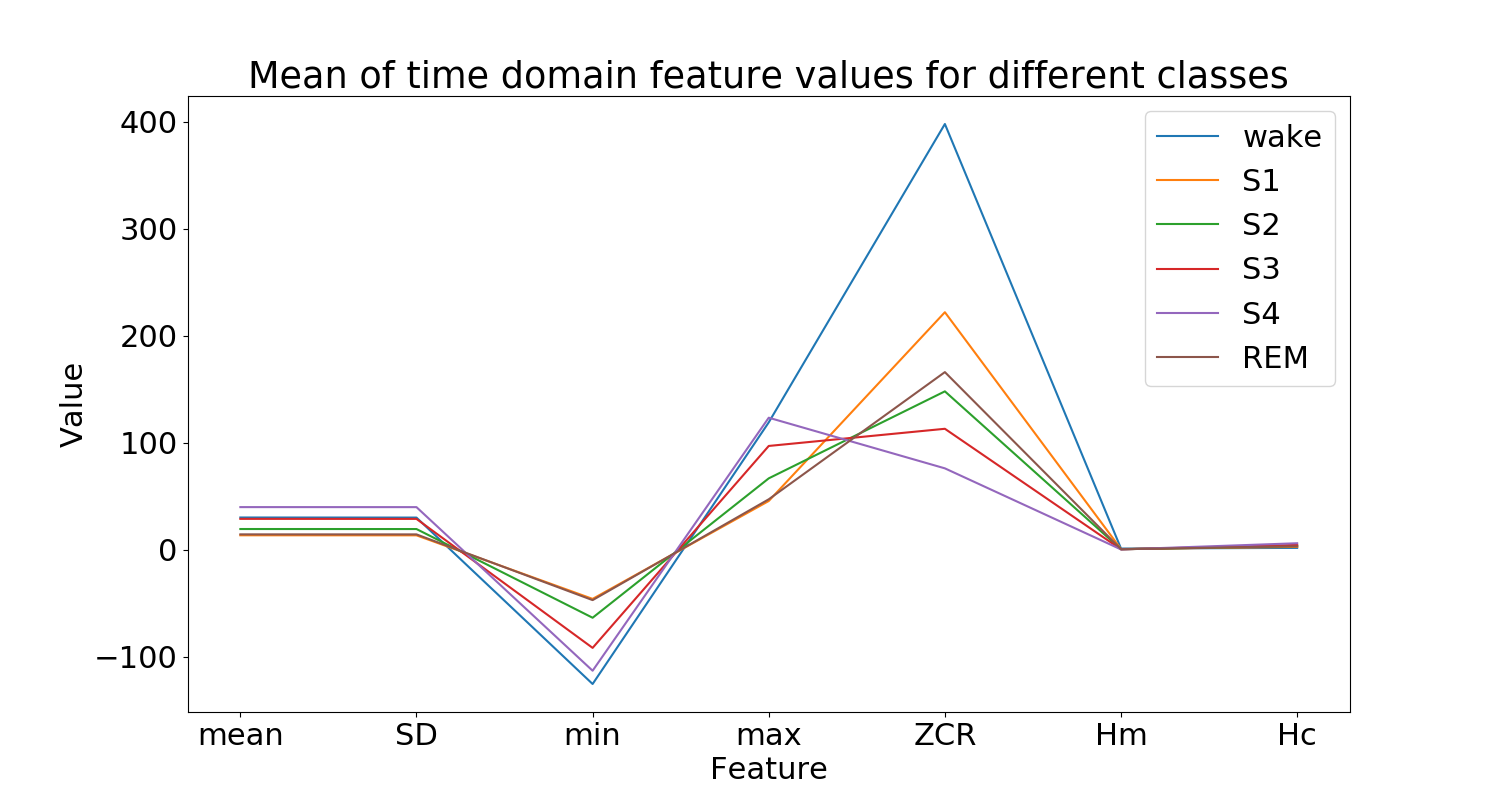 Mean of time domain feature values for different classes
400
300
200
100
0
−100
Value
wake
S1
S2
S3
S4
REM
mean SD min max ZCR Hm Hc
Feature